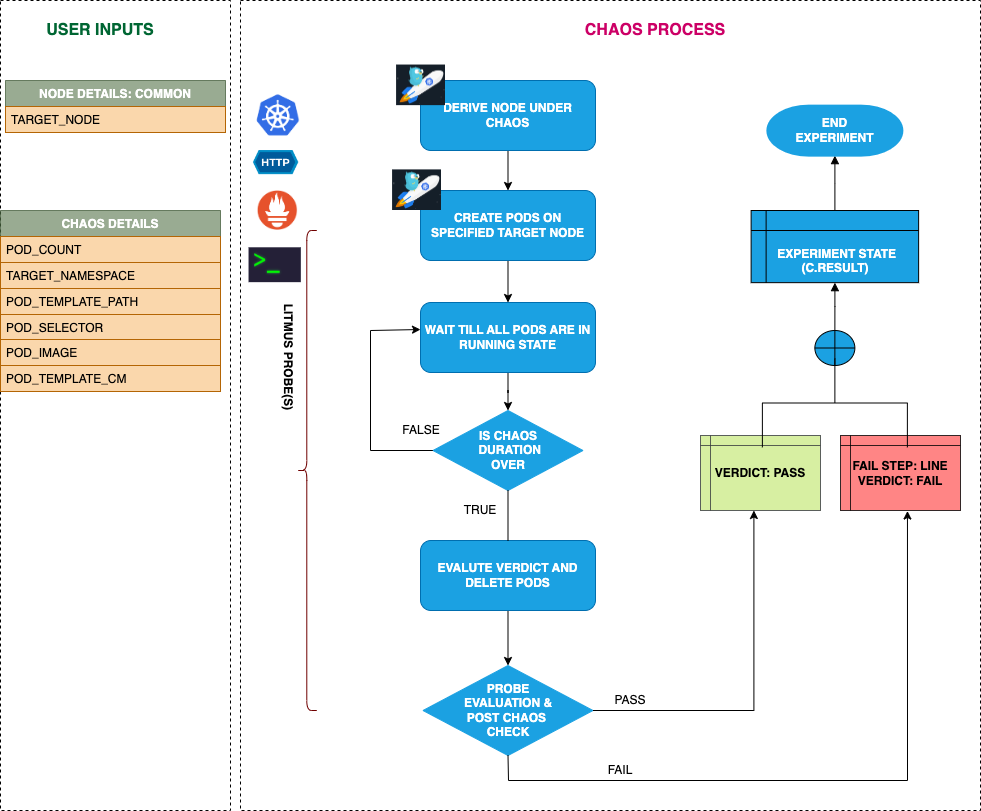 USER INPUTS
NODE DETAILS: COMMON
TARGET_NODE
CHAOS DETAILS
POD_COUNT
TARGET_NAMESPACE
POD_TEMPLATE_PATH
POD_SELECTOR
POD_IMAGE
POD_TEMPLATE_CM
CHAOS PROCESS
HTTP
>_
LITMUS PROBE(S)
DERIVE NODE UNDER
CHAOS
CREATE PODS ON
SPECIFIED TARGET NODE
WAIT TILL ALL PODS ARE IN
RUNNING STATE
FALSE
IS CHAOS
DURATION
OVER
TRUE
EVALUTE VERDICT AND
DELETE PODS
PROBE
EVALUATION &
POST CHAOS
CHECK
PASS
FAIL
VERDICT: PASS
FAIL STEP: LINE
VERDICT: FAIL
EXPERIMENT STATE
(C.RESULT)
END
EXPERIMENT